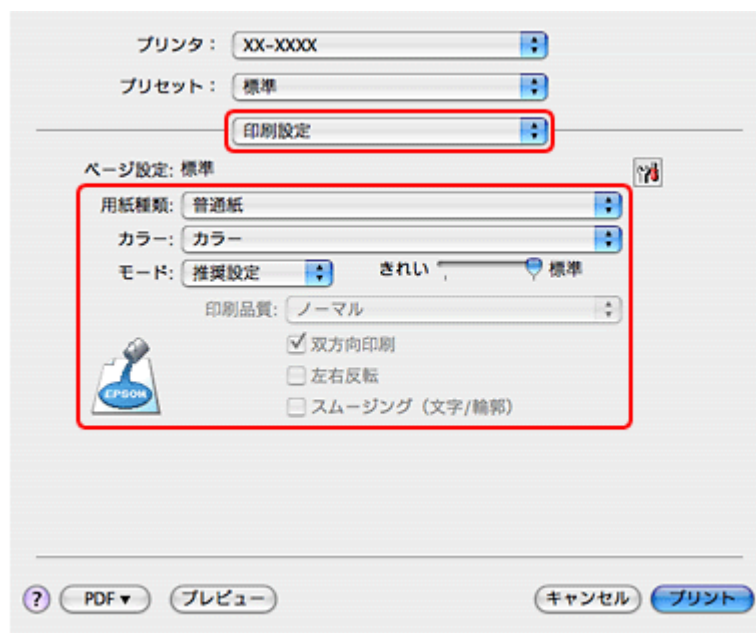 プリンタ： XX-XXXX
プリセット： 標準
印刷設定
ページ設定: 標準
用紙種類: 普通紙
カラー: カラー
モード: 推奨設定 きれい 標準
印刷品質: ノーマル
双方向印刷
左右反転
スムージング（文字/輪郭）
EPSON
? PDF▼ プレビュー キャンセル プリント